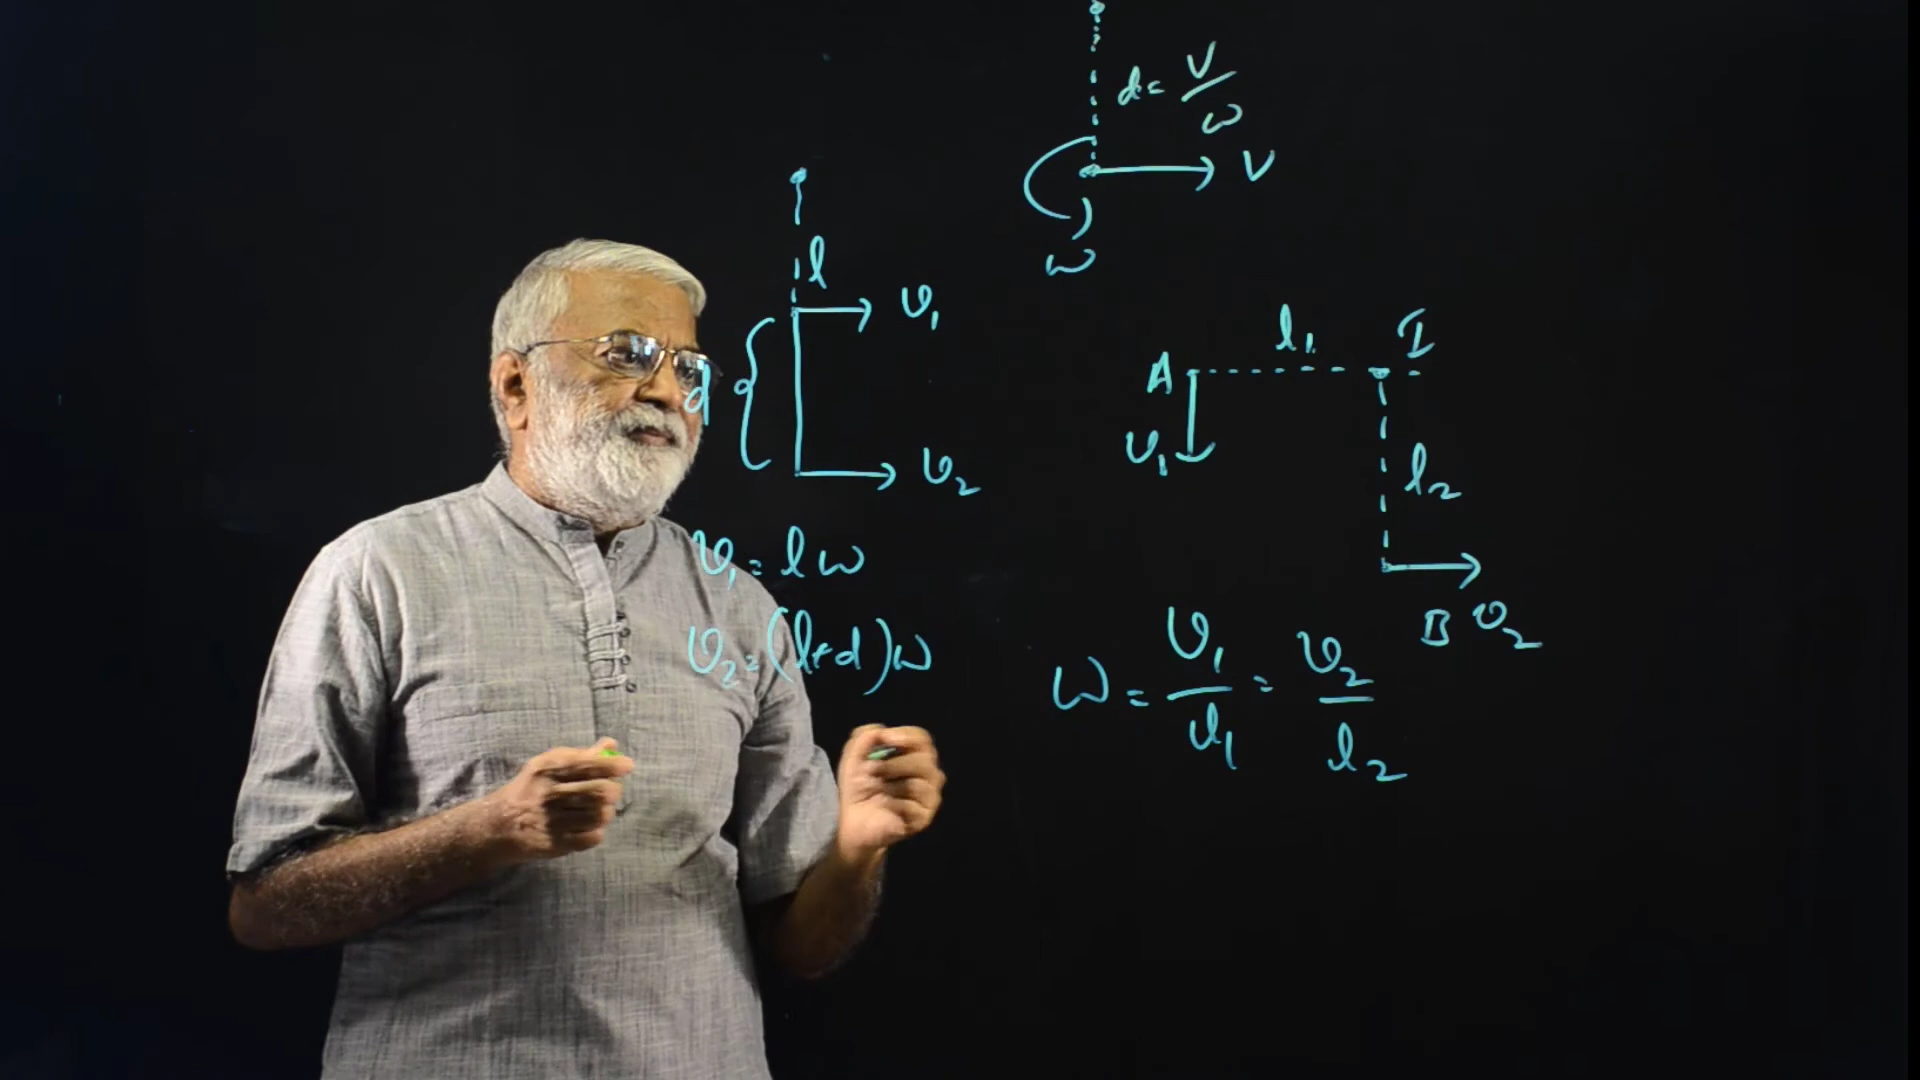 d = V/ω
V
ω
l
v₁
d
v₂
v₁ = lω
v₂ = (l+d)ω
l₁
I
A
v₁
l₂
B v₂
ω = v₁/l₁ = v₂/l₂